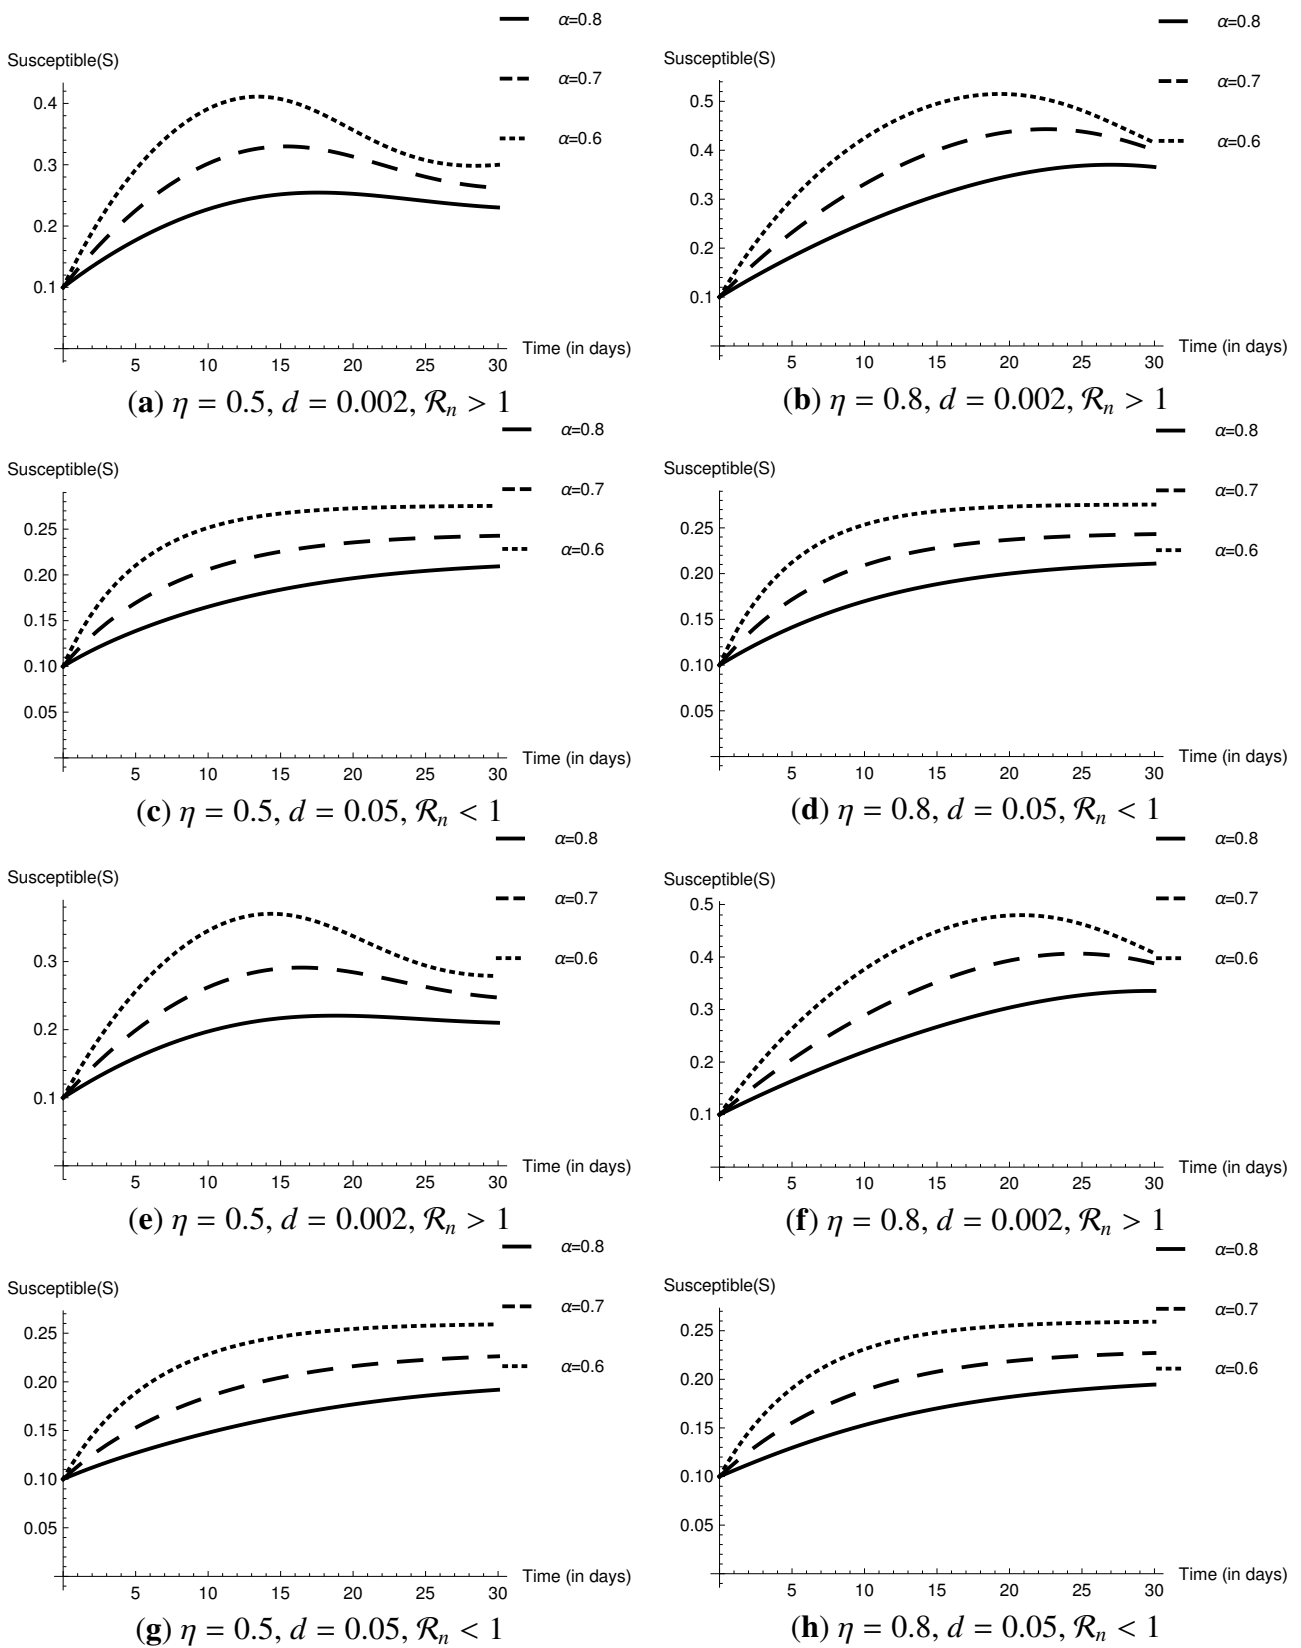 α=0.8
Susceptible(S)
α=0.7
α=0.6
0.4
0.3
0.2
0.1
5 10 15 20 25 30
Time (in days)
(a) η = 0.5, d = 0.002, ℛn > 1
α=0.8
Susceptible(S)
α=0.7
α=0.6
0.5
0.4
0.3
0.2
0.1
5 10 15 20 25 30
Time (in days)
(b) η = 0.8, d = 0.002, ℛn > 1
α=0.8
Susceptible(S)
α=0.7
α=0.6
0.25
0.20
0.15
0.10
0.05
5 10 15 20 25 30
Time (in days)
(c) η = 0.5, d = 0.05, ℛn < 1
α=0.8
Susceptible(S)
α=0.7
α=0.6
0.25
0.20
0.15
0.10
0.05
5 10 15 20 25 30
Time (in days)
(d) η = 0.8, d = 0.05, ℛn < 1
α=0.8
Susceptible(S)
α=0.7
α=0.6
0.3
0.2
0.1
5 10 15 20 25 30
Time (in days)
(e) η = 0.5, d = 0.002, ℛn > 1
α=0.8
Susceptible(S)
α=0.7
α=0.6
0.5
0.4
0.3
0.2
0.1
5 10 15 20 25 30
Time (in days)
(f) η = 0.8, d = 0.002, ℛn > 1
α=0.8
Susceptible(S)
α=0.7
α=0.6
0.25
0.20
0.15
0.10
0.05
5 10 15 20 25 30
Time (in days)
(g) η = 0.5, d = 0.05, ℛn < 1
α=0.8
Susceptible(S)
α=0.7
α=0.6
0.25
0.20
0.15
0.10
0.05
5 10 15 20 25 30
Time (in days)
(h) η = 0.8, d = 0.05, ℛn < 1